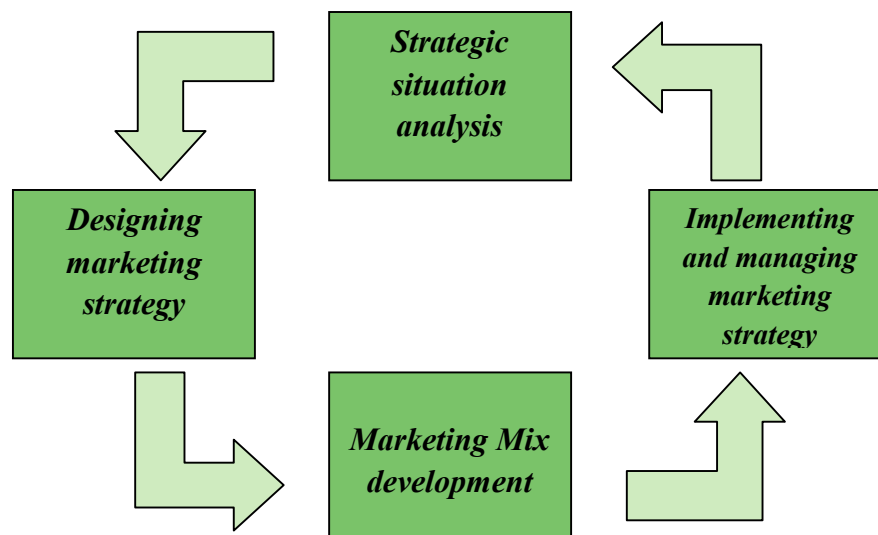 Strategic
situation
analysis
Designing
marketing
strategy
Implementing
and managing
marketing
strategy
Marketing Mix
development